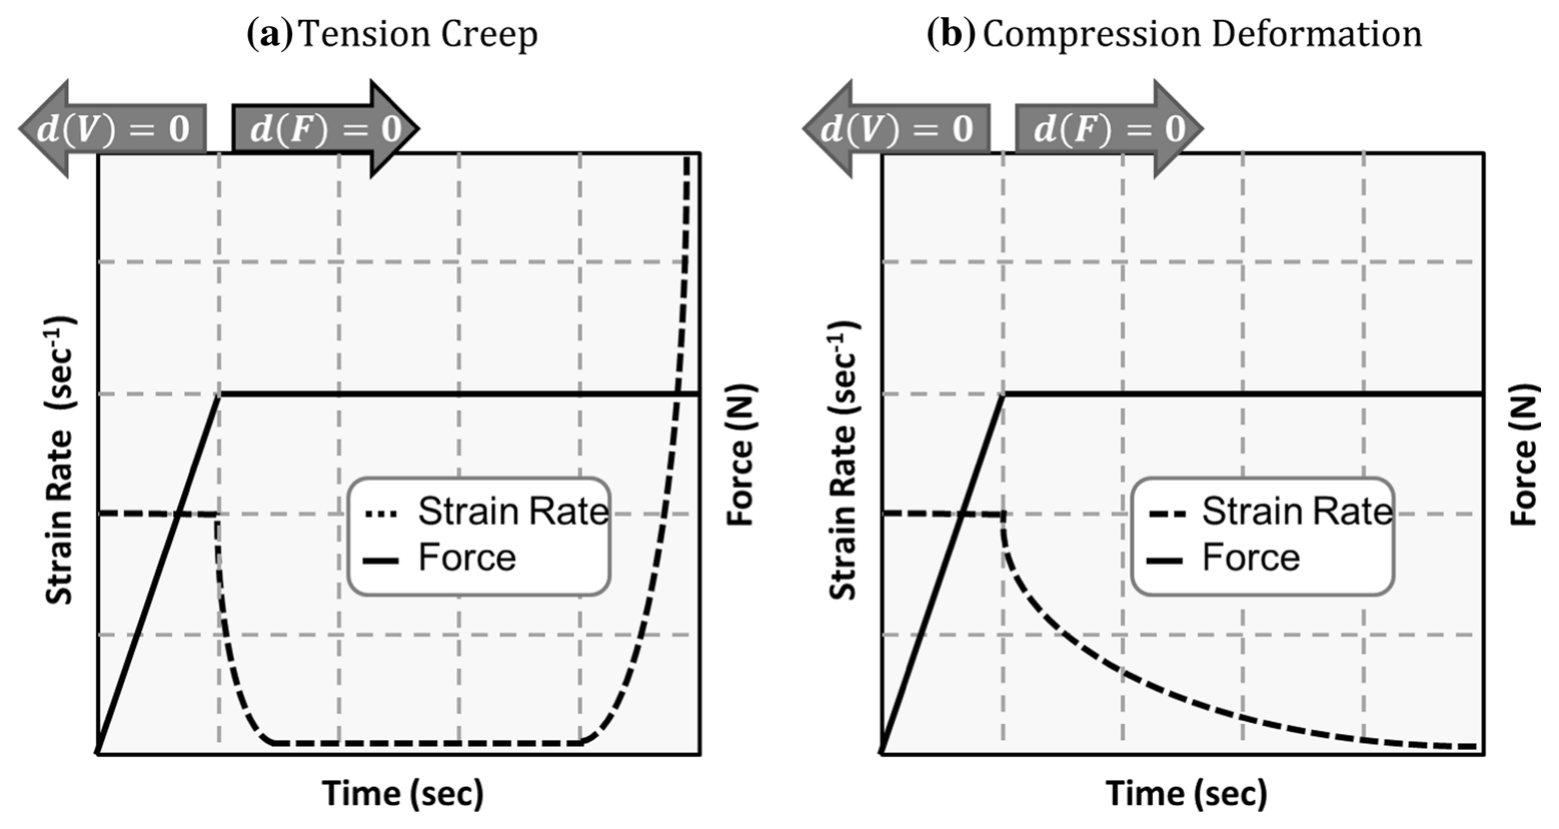 (a) Tension Creep
d(V) = 0
d(F) = 0
Strain Rate (sec⁻¹)
Strain Rate
Force
Force (N)
Time (sec)
(b) Compression Deformation
d(V) = 0
d(F) = 0
Strain Rate (sec⁻¹)
Strain Rate
Force
Force (N)
Time (sec)